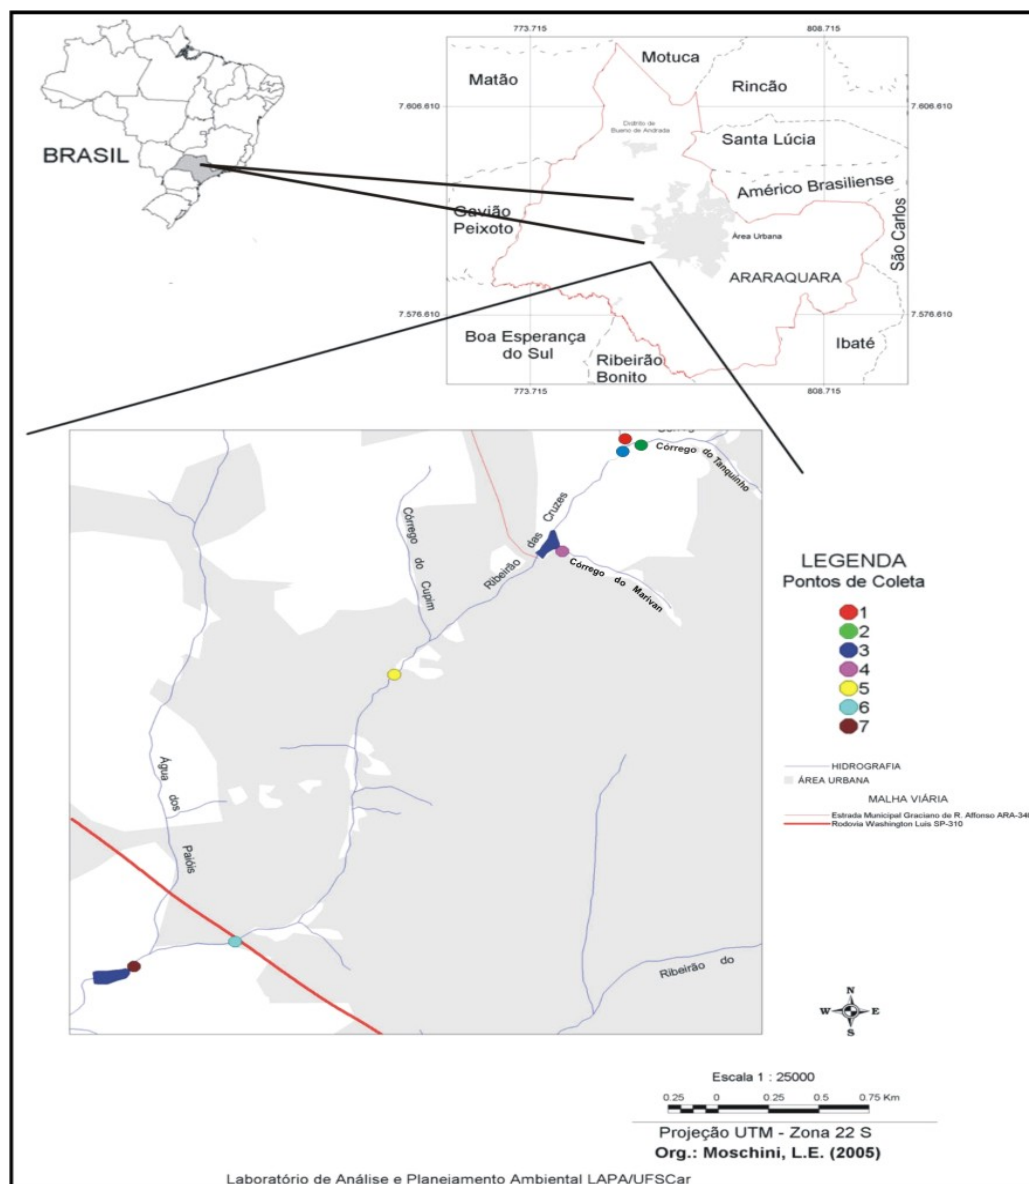 BRASIL
773.715
808.715
Motuca
Matão
Rincão
7.606.610
7.606.610
Distrito de
Bueno de Andrada
Santa Lúcia
Américo Brasiliense
Gavião
Peixoto
São Carlos
Área Urbana
ARARAQUARA
7.576.610
7.576.610
Boa Esperança
do Sul
Ribeirão
Bonito
Ibaté
773.715
808.715
Córrego do Tanquinho
Ribeirão das Cruzes
Córrego do Cupim
Córrego do Marivan
Água dos Paióis
Ribeirão do
LEGENDA
Pontos de Coleta
1
2
3
4
5
6
7
HIDROGRAFIA
ÁREA URBANA
MALHA VIÁRIA
Estrada Municipal Graciano de R. Affonso ARA-340
Rodovia Washington Luis SP-310
N
W E
S
Escala 1 : 25000
0.25 0 0.25 0.5 0.75 Km
Projeção UTM - Zona 22 S
Org.: Moschini, L.E. (2005)
Laboratório de Análise e Planejamento Ambiental LAPA/UFSCar